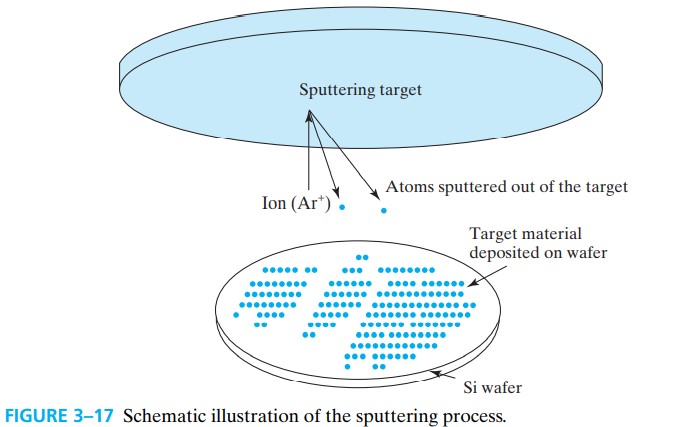 Sputtering target
Ion (Ar⁺)
Atoms sputtered out of the target
Target material
deposited on wafer
Si wafer
FIGURE 3–17 Schematic illustration of the sputtering process.